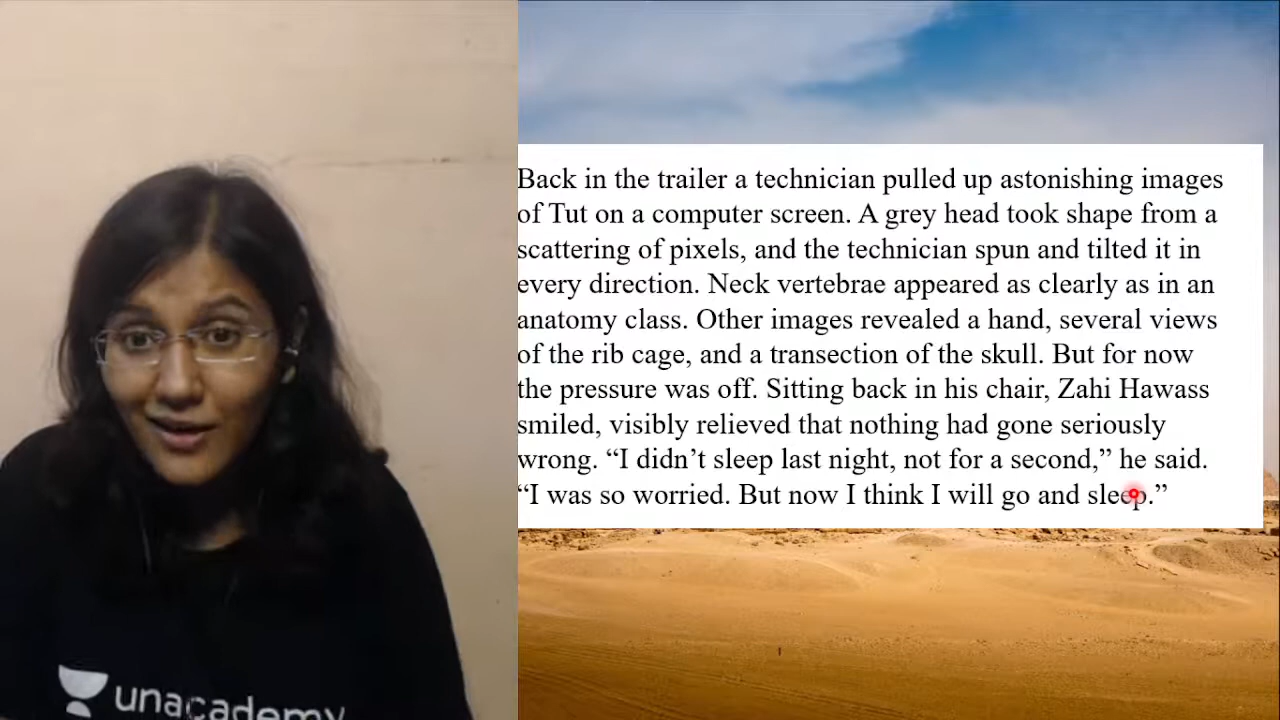 Back in the trailer a technician pulled up astonishing images
of Tut on a computer screen. A grey head took shape from a
scattering of pixels, and the technician spun and tilted it in
every direction. Neck vertebrae appeared as clearly as in an
anatomy class. Other images revealed a hand, several views
of the rib cage, and a transection of the skull. But for now
the pressure was off. Sitting back in his chair, Zahi Hawass
smiled, visibly relieved that nothing had gone seriously
wrong. “I didn’t sleep last night, not for a second,” he said.
“I was so worried. But now I think I will go and sleep.”
unacademy